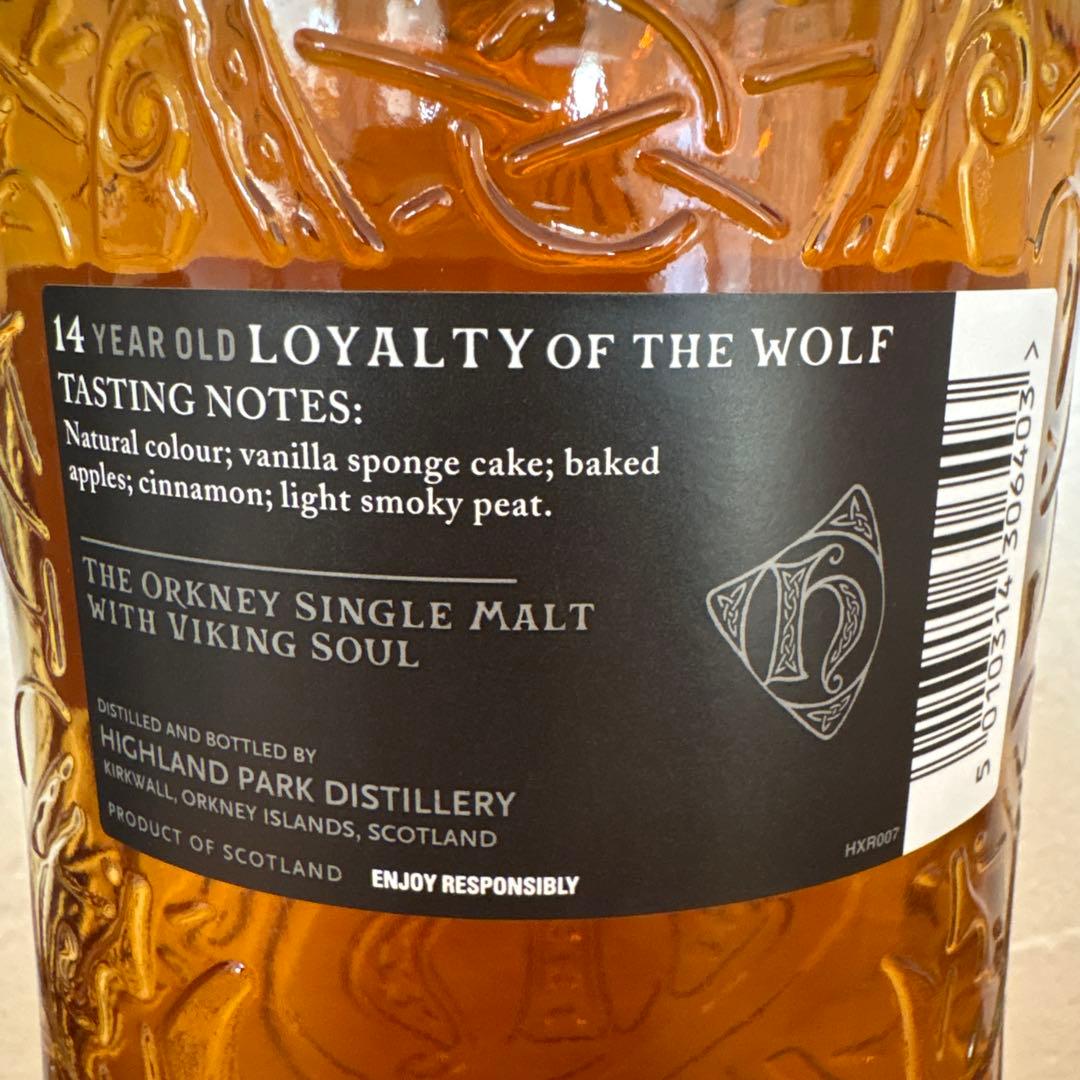 14 YEAR OLD LOYALTY OF THE WOLF
TASTING NOTES:
Natural colour; vanilla sponge cake; baked
apples; cinnamon; light smoky peat.
THE ORKNEY SINGLE MALT
WITH VIKING SOUL
h
DISTILLED AND BOTTLED BY
HIGHLAND PARK DISTILLERY
KIRKWALL, ORKNEY ISLANDS, SCOTLAND
PRODUCT OF SCOTLAND
ENJOY RESPONSIBLY
HXR007
5 010314 306403 >